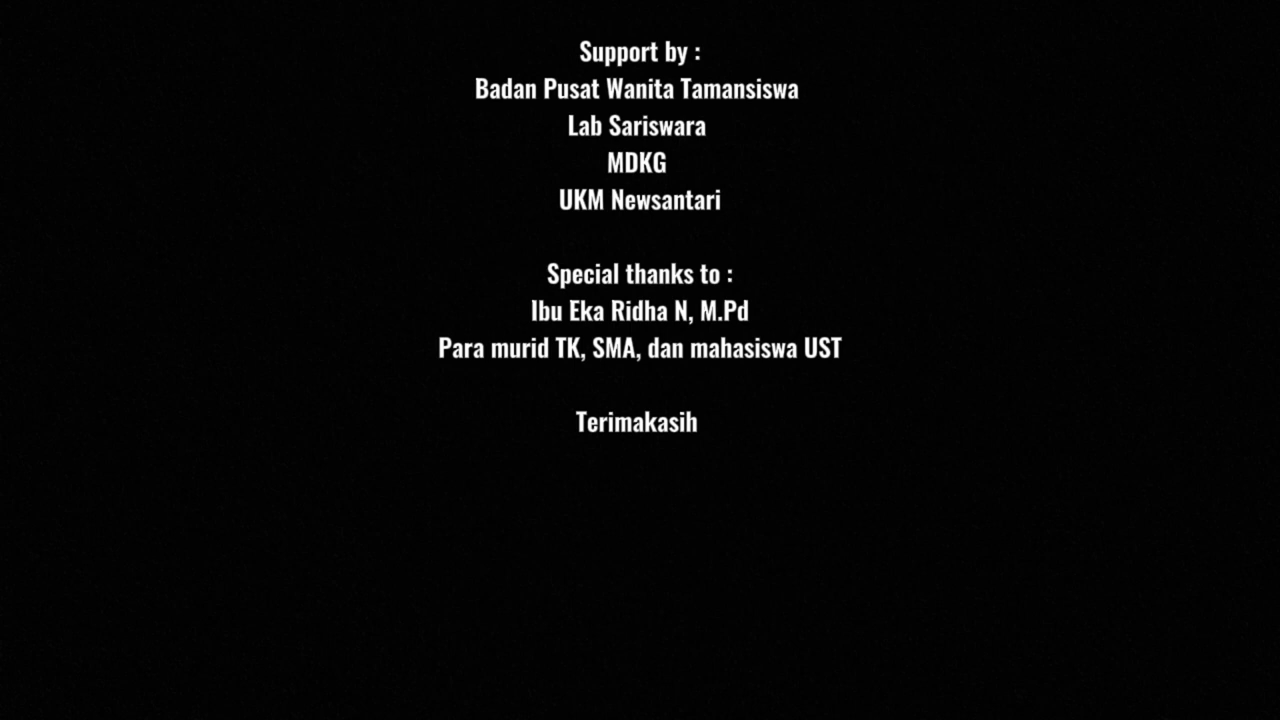 Support by :
Badan Pusat Wanita Tamansiswa
Lab Sariswara
MDKG
UKM Newsantari
Special thanks to :
Ibu Eka Ridha N, M.Pd
Para murid TK, SMA, dan mahasiswa UST
Terimakasih